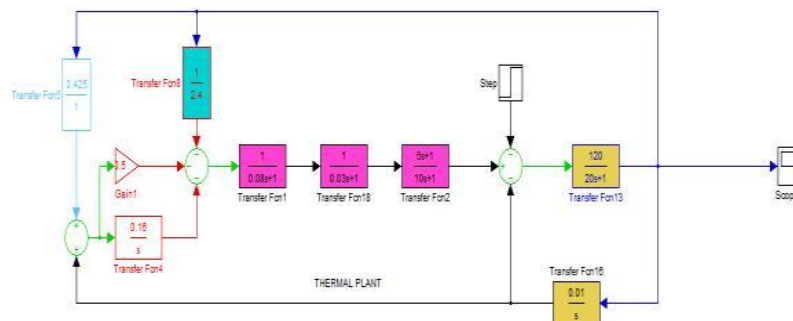 0.425
1
Transfer Fcn5
1
2.4
Transfer Fcn8
Step
Gain1
1
0.08s+1
Transfer Fcn1
1
0.03s+1
Transfer Fcn18
5s+1
10s+1
Transfer Fcn2
120
20s+1
Transfer Fcn13
0.16
s
Transfer Fcn4
THERMAL PLANT
Transfer Fcn16
0.01
s